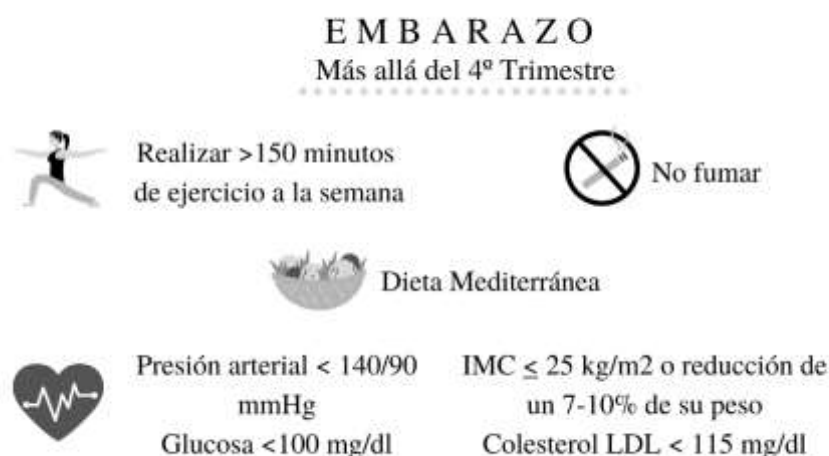 EMBARAZO
Más allá del 4º Trimestre
Realizar >150 minutos
de ejercicio a la semana
No fumar
Dieta Mediterránea
Presión arterial < 140/90
mmHg
Glucosa <100 mg/dl
IMC ≤ 25 kg/m2 o reducción de
un 7-10% de su peso
Colesterol LDL < 115 mg/dl